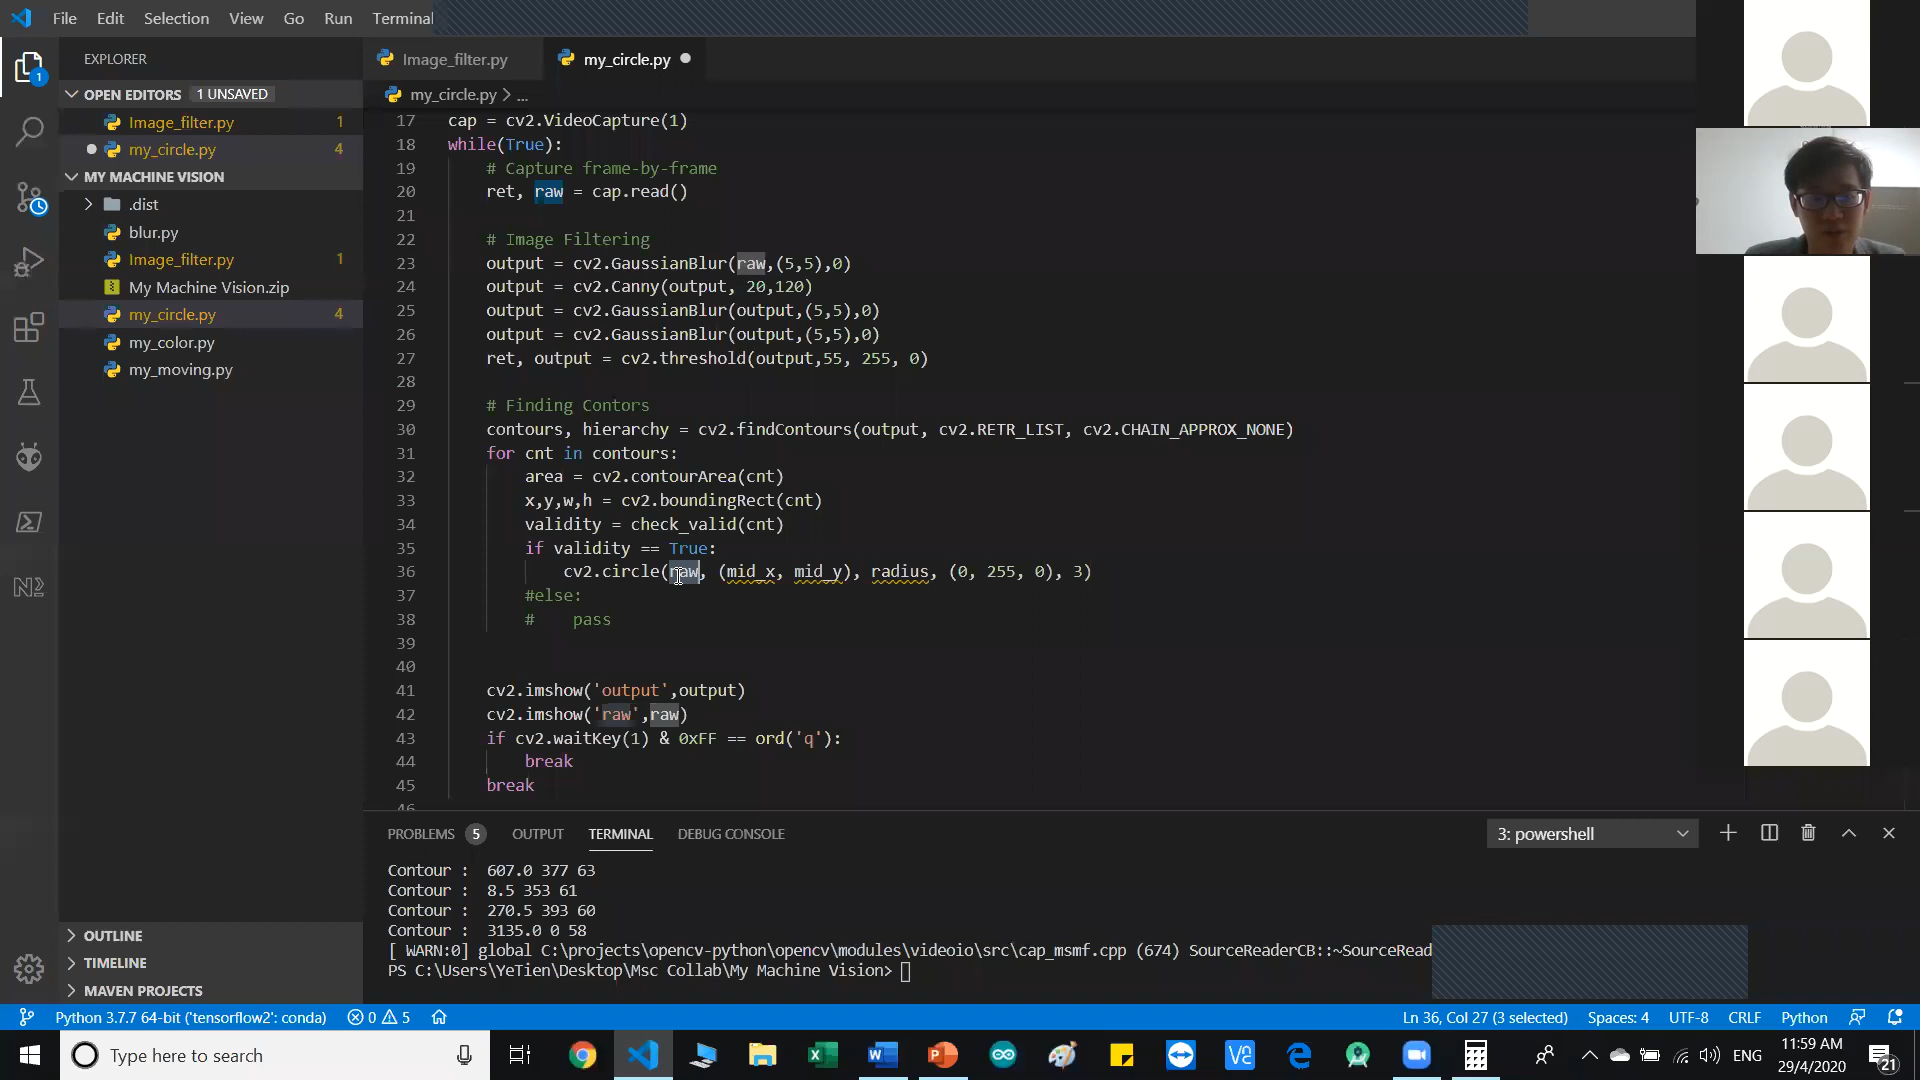 File Edit Selection View Go Run Terminal
EXPLORER
OPEN EDITORS 1 UNSAVED
Image_filter.py 1
my_circle.py 4
MY MACHINE VISION
.dist
blur.py
Image_filter.py 1
My Machine Vision.zip
my_circle.py 4
my_color.py
my_moving.py
OUTLINE
TIMELINE
MAVEN PROJECTS
Image_filter.py my_circle.py
my_circle.py > ...
17 cap = cv2.VideoCapture(1)
18 while(True):
19 # Capture frame-by-frame
20 ret, raw = cap.read()
21
22 # Image Filtering
23 output = cv2.GaussianBlur(raw,(5,5),0)
24 output = cv2.Canny(output, 20,120)
25 output = cv2.GaussianBlur(output,(5,5),0)
26 output = cv2.GaussianBlur(output,(5,5),0)
27 ret, output = cv2.threshold(output,55, 255, 0)
28
29 # Finding Contors
30 contours, hierarchy = cv2.findContours(output, cv2.RETR_LIST, cv2.CHAIN_APPROX_NONE)
31 for cnt in contours:
32 area = cv2.contourArea(cnt)
33 x,y,w,h = cv2.boundingRect(cnt)
34 validity = check_valid(cnt)
35 if validity == True:
36 cv2.circle(raw, (mid_x, mid_y), radius, (0, 255, 0), 3)
37 #else:
38 # pass
39
40
41 cv2.imshow('output',output)
42 cv2.imshow('raw',raw)
43 if cv2.waitKey(1) & 0xFF == ord('q'):
44 break
45 break
46
PROBLEMS 5 OUTPUT TERMINAL DEBUG CONSOLE 3: powershell
Contour : 607.0 377 63
Contour : 8.5 353 61
Contour : 270.5 393 60
Contour : 3135.0 0 58
[ WARN:0] global C:\projects\opencv-python\opencv\modules\videoio\src\cap_msmf.cpp (674) SourceReaderCB::~SourceRead
PS C:\Users\YeTien\Desktop\Msc Collab\My Machine Vision>
Python 3.7.7 64-bit ('tensorflow2': conda) 0 5 Ln 36, Col 27 (3 selected) Spaces: 4 UTF-8 CRLF Python
Type here to search
ENG
11:59 AM
29/4/2020
21